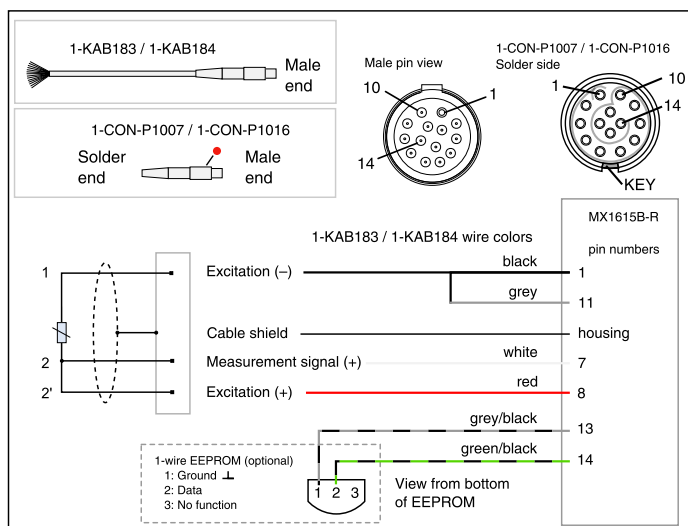 1-KAB183 / 1-KAB184
Male
end
1-CON-P1007 / 1-CON-P1016
Solder
end
Male
end
Male pin view
10
1
14
1-CON-P1007 / 1-CON-P1016
Solder side
1
10
14
KEY
MX1615B-R
pin numbers
1-KAB183 / 1-KAB184 wire colors
1
Excitation (–)
black
1
grey
11
Cable shield
housing
2
Measurement signal (+)
white
7
2'
Excitation (+)
red
8
grey/black
13
green/black
14
1-wire EEPROM (optional)
1: Ground
2: Data
3: No function
1 2 3
View from bottom
of EEPROM